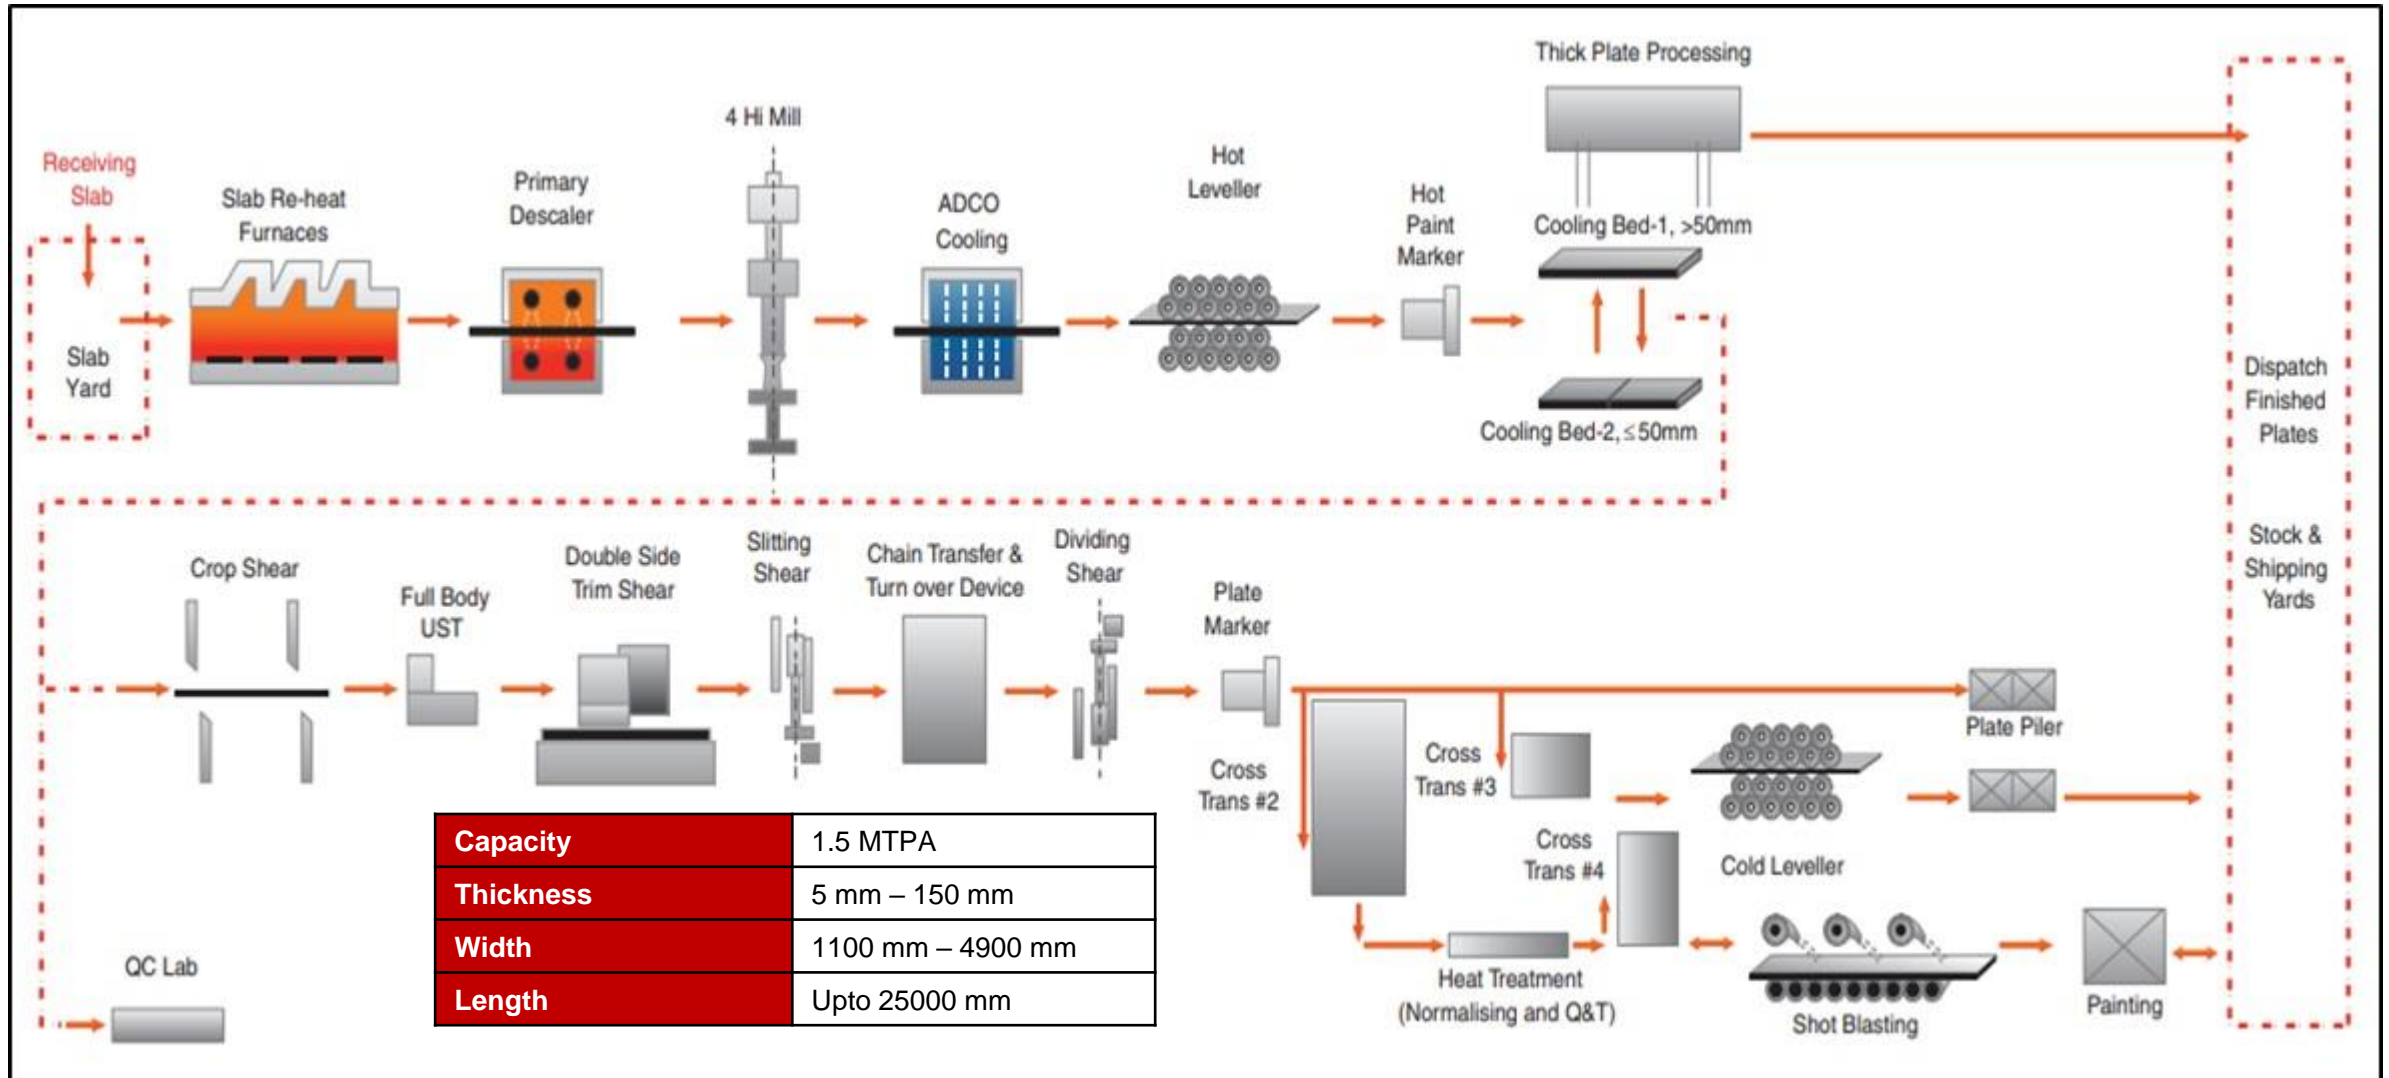 Receiving
Slab
Slab
Yard
Slab Re-heat
Furnaces
Primary
Descaler
4 Hi Mill
ADCO
Cooling
Hot
Leveller
Hot
Paint
Marker
Thick Plate Processing
Cooling Bed-1, >50mm
Cooling Bed-2, ≤50mm
Dispatch
Finished
Plates
Stock &
Shipping
Yards
Crop Shear
Full Body
UST
Double Side
Trim Shear
Slitting
Shear
Chain Transfer &
Turn over Device
Dividing
Shear
Plate
Marker
Cross
Trans #2
Cross
Trans #3
Cross
Trans #4
Plate Piler
Cold Leveller
Heat Treatment
(Normalising and Q&T)
Shot Blasting
Painting
QC Lab
Capacity 1.5 MTPA
Thickness 5 mm – 150 mm
Width 1100 mm – 4900 mm
Length Upto 25000 mm